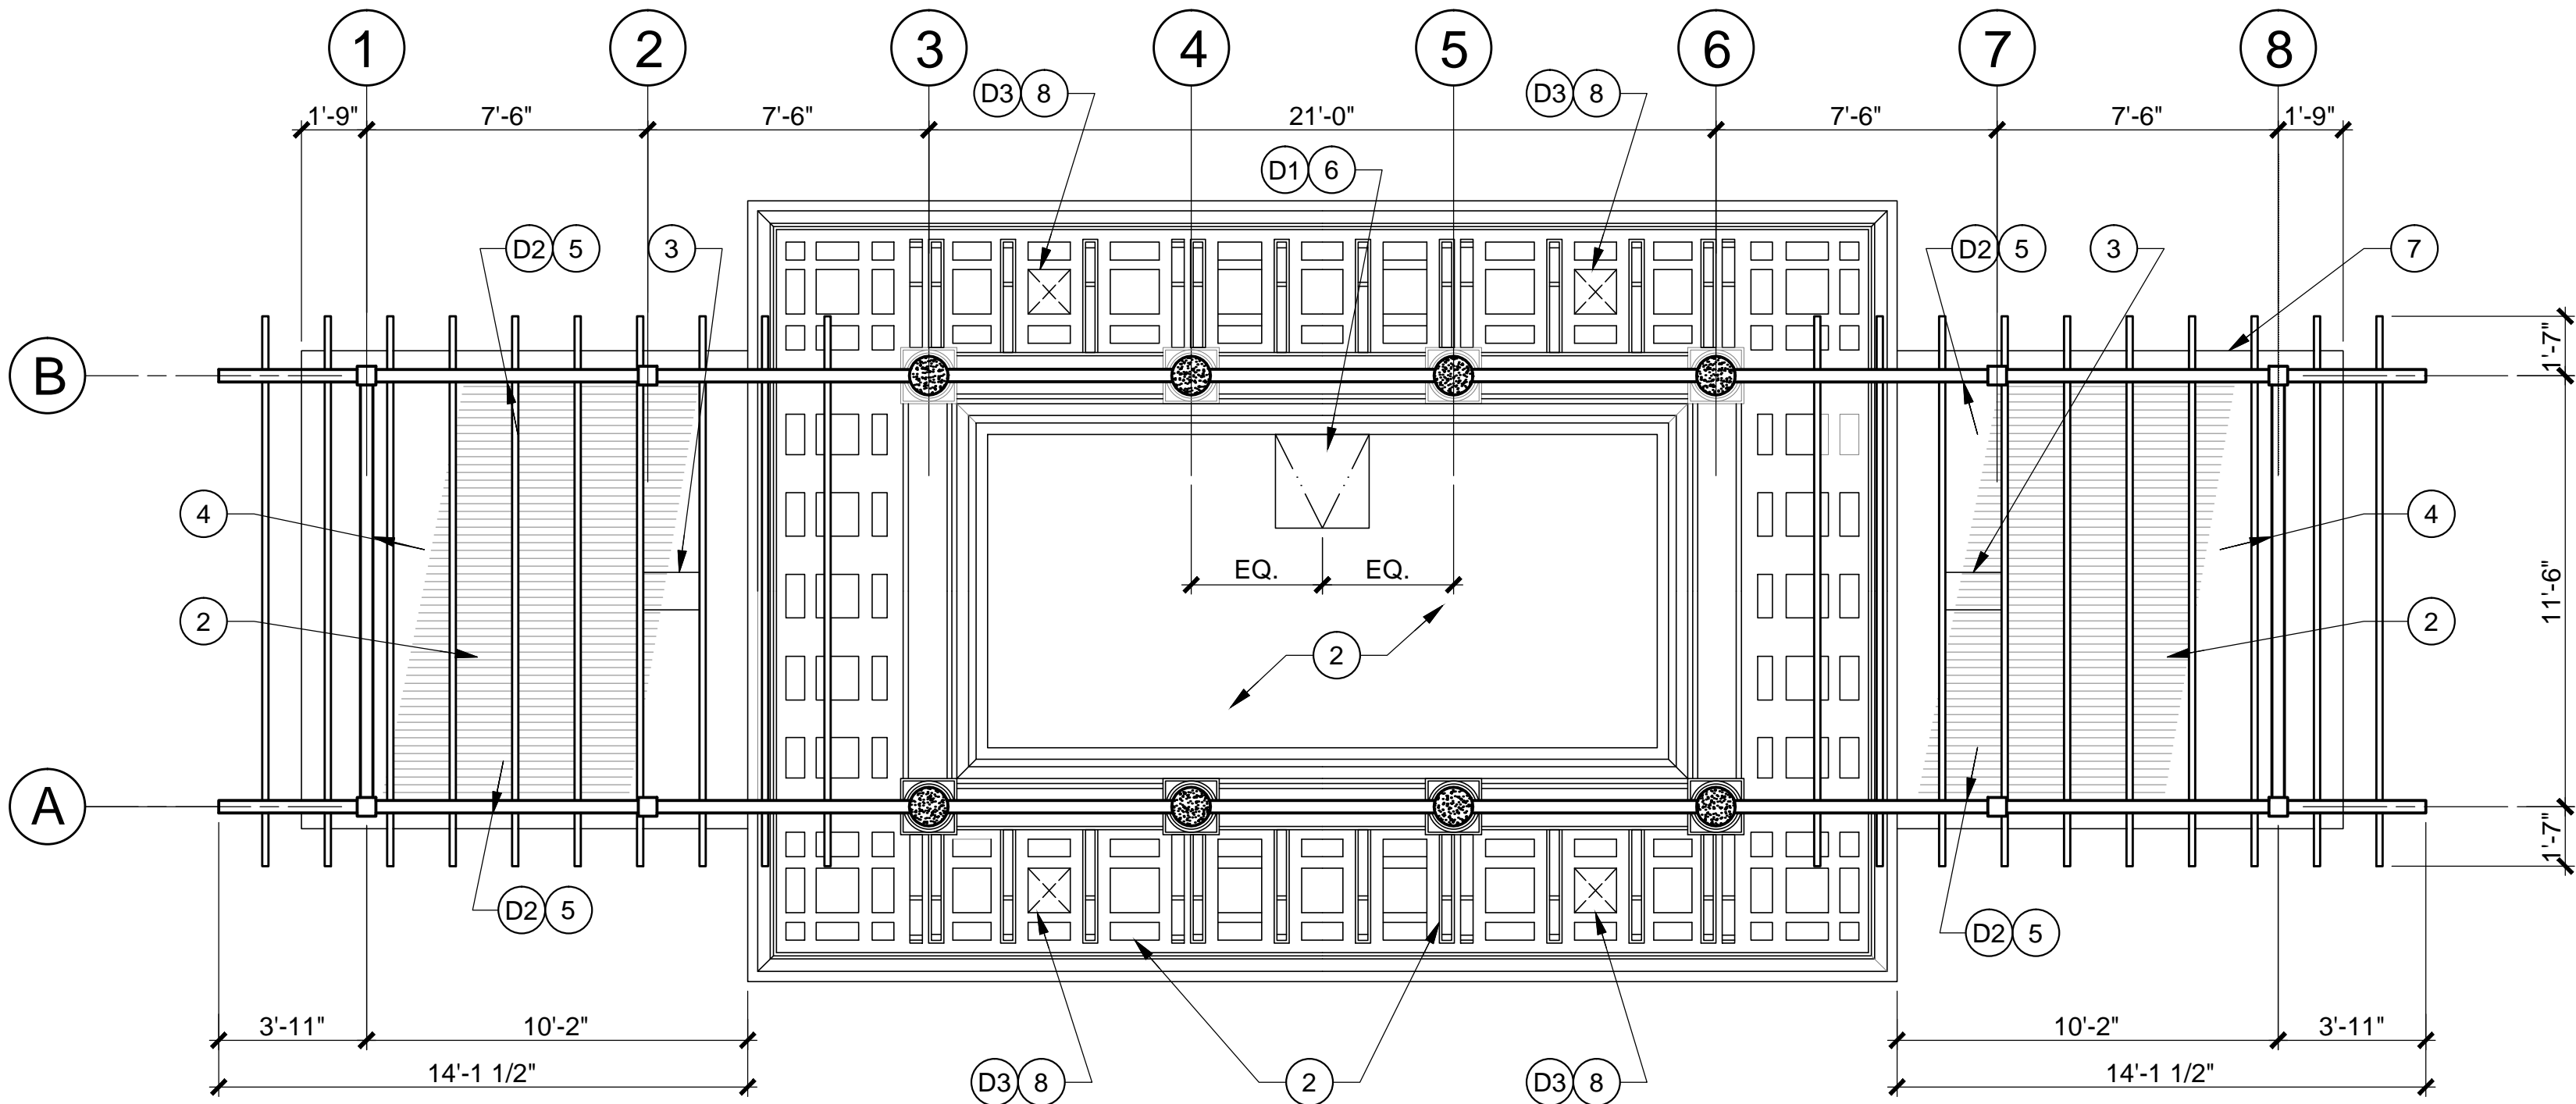 1 2 3 4 5 6 7 8
D3 8 D3 8
1'-9" 7'-6" 7'-6" 21'-0" 7'-6" 7'-6" 1'-9"
D1 6
D2 5 3 D2 5 3 7
1'-7"
B
4 4
EQ. EQ.
11'-6"
2 2
2
A
1'-7"
D2 5 D2 5
3'-11" 10'-2" 10'-2" 3'-11"
14'-1 1/2" D3 8 2 D3 8 14'-1 1/2"